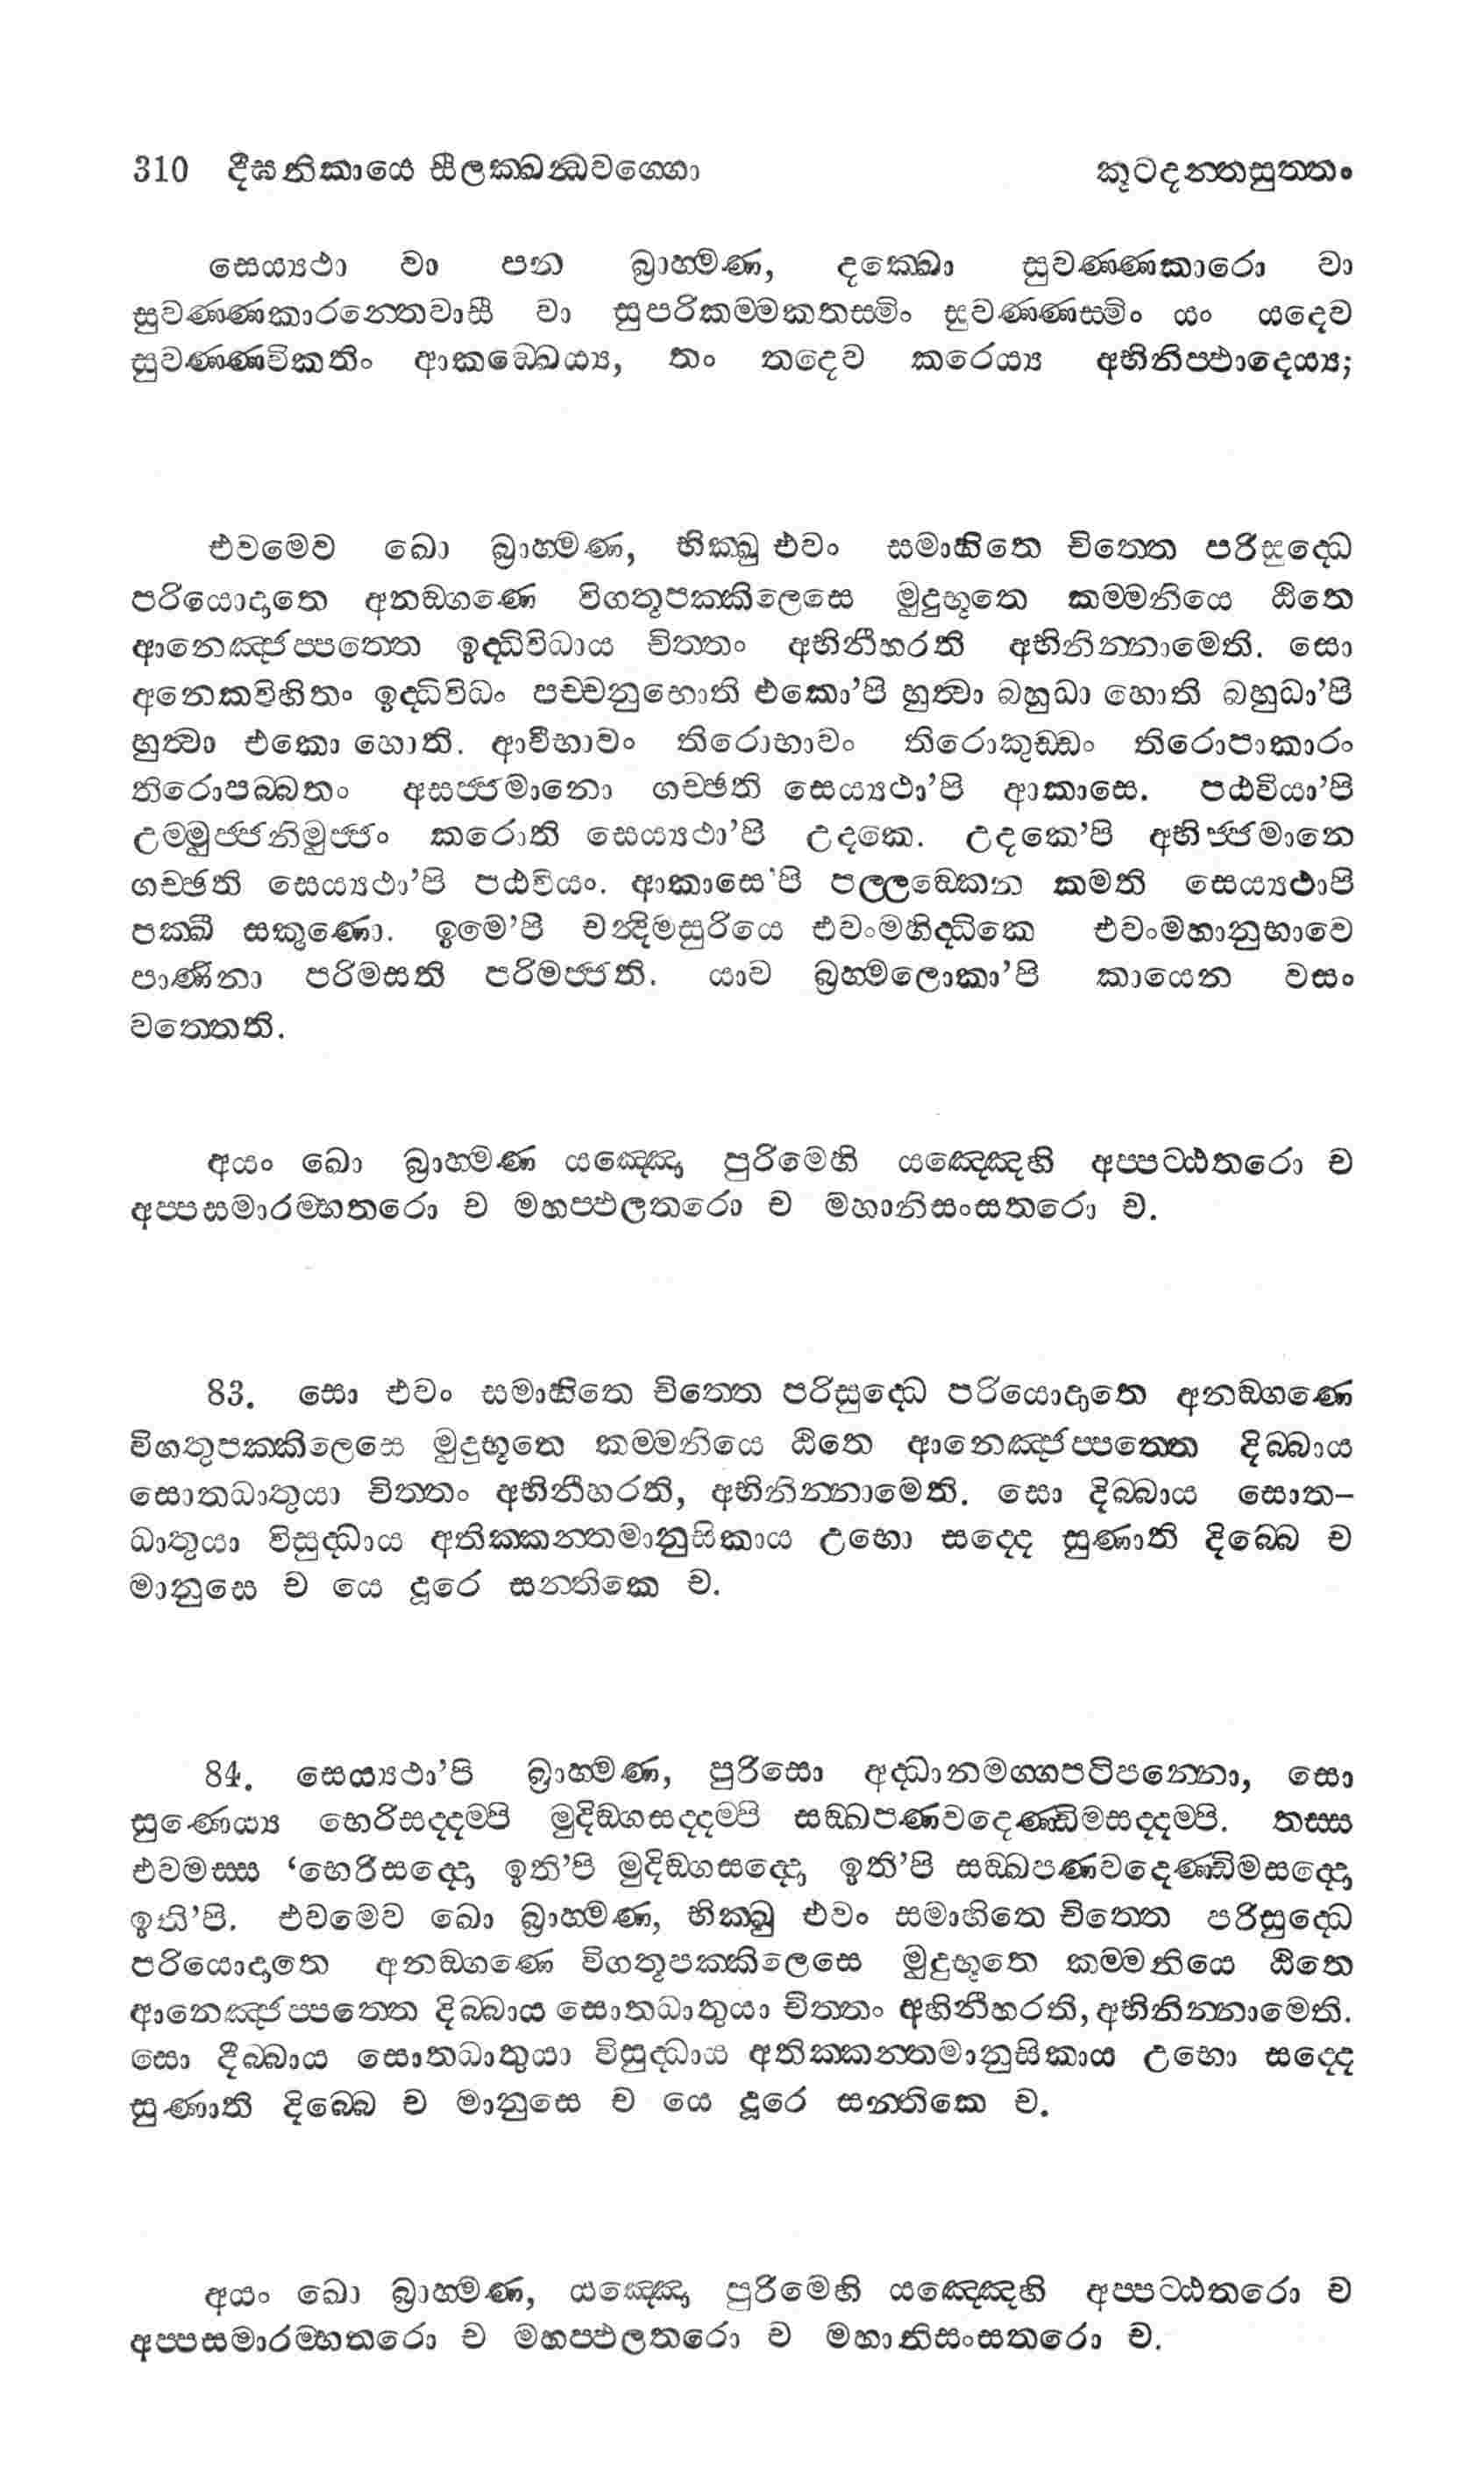 310 දීඝනිකායෙ සීලක්ඛන්ධවග්ගො කූටදන්තසුත්තං
සෙය්‍යථා වා පන බ්‍රාහ්මණ, දක්ඛො සුවණ්ණකාරො වා
සුවණ්ණකාරන්තෙවාසී වා සුපරිකම්මකතස්මිං සුවණ්ණස්මිං යං යදෙව
සුවණ්ණවිකතිං ආකඞ්ඛෙය්‍ය, තං තදෙව කරෙය්‍ය අභිනිප්ඵාදෙය්‍ය;
එවමෙව ඛො බ්‍රාහ්මණ, භික්ඛු එවං සමාහිතෙ චිත්තෙ පරිසුද්ධෙ
පරියොදාතෙ අනඞ්ගණෙ විගතූපක්කිලෙසෙ මුදුභූතෙ කම්මනියෙ ඨිතෙ
ආනෙඤ්ජප්පත්තෙ ඉද්ධිවිධාය චිත්තං අභිනීහරති අභිනින්නාමෙති. සො
අනෙකවිහිතං ඉද්ධිවිධං පච්චනුභොති එකො’පි හුත්වා බහුධා හොති බහුධා’පි
හුත්වා එකො හොති. ආවීභාවං තිරොභාවං තිරොකුඩ්ඩං තිරොපාකාරං
තිරොපබ්බතං අසජ්ජමානො ගච්ඡති සෙය්‍යථා’පි ආකාසෙ. පඨවියා’පි
උම්මුජ්ජනිමුජ්ජං කරොති සෙය්‍යථා’පි උදකෙ. උදකෙ’පි අභිජ්ජමානෙ
ගච්ඡති සෙය්‍යථා’පි පඨවියං. ආකාසෙ’පි පල්ලඞ්කෙන කමති සෙය්‍යථාපි
පක්ඛී සකුණො. ඉමෙ’පි චන්දිමසුරියෙ එවංමහිද්ධිකෙ එවංමහානුභාවෙ
පාණිනා පරිමසති පරිමජ්ජති. යාව බ්‍රහ්මලොකා’පි කායෙන වසං
වත්තෙති.
අයං ඛො බ්‍රාහ්මණ යඤ්ඤො පුරිමෙහි යඤ්ඤෙහි අප්පට්ඨතරො ච
අප්පසමාරම්භතරො ච මහප්ඵලතරො ච මහානිසංසතරො ච.
83. සො එවං සමාහිතෙ චිත්තෙ පරිසුද්ධෙ පරියොදාතෙ අනඞ්ගණෙ
විගතුපක්කිලෙසෙ මුදුභූතෙ කම්මනියෙ ඨිතෙ ආනෙඤ්ජප්පත්තෙ දිබ්බාය
සොතධාතුයා චිත්තං අභිනීහරති, අභිනින්නාමෙති. සො දිබ්බාය සොත–
ධාතුයා විසුද්ධාය අතික්කන්තමානුසිකාය උභො සද්දෙ සුණාති දිබ්බෙ ච
මානුසෙ ච යෙ දූරෙ සන්තිකෙ ච.
84. සෙය්‍යථා’පි බ්‍රාහ්මණ, පුරිසො අද්ධානමග්ගපටිපන්නො, සො
සුණෙය්‍ය භෙරිසද්දම්පි මුදිඞ්ගසද්දම්පි සඞ්ඛපණවදෙණ්ඩිමසද්දම්පි. තස්ස
එවමස්ස ‘භෙරිසද්දො ඉති’පි මුදිඞ්ගසද්දො ඉති’පි සඞ්ඛපණවදෙණ්ඩිමසද්දො
ඉති’පි. එවමෙව ඛො බ්‍රාහ්මණ, භික්ඛු එවං සමාහිතෙ චිත්තෙ පරිසුද්ධෙ
පරියොදාතෙ අනඞ්ගණෙ විගතූපක්කිලෙසෙ මුදුභූතෙ කම්මනියෙ ඨිතෙ
ආනෙඤ්ජප්පත්තෙ දිබ්බාය සොතධාතුයා චිත්තං අභිනීහරති, අභිනින්නාමෙති.
සො දීබ්බාය සොතධාතුයා විසුද්ධාය අතික්කන්තමානුසිකාය උභො සද්දෙ
සුණාති දිබ්බෙ ච මානුසෙ ච යෙ දූරෙ සන්තිකෙ ච.
අයං ඛො බ්‍රාහ්මණ, යඤ්ඤො පුරිමෙහි යඤ්ඤෙහි අප්පට්ඨතරො ච
අප්පසමාරම්භතරො ච මහප්ඵලතරො ච මහානිසංසතරො ච.